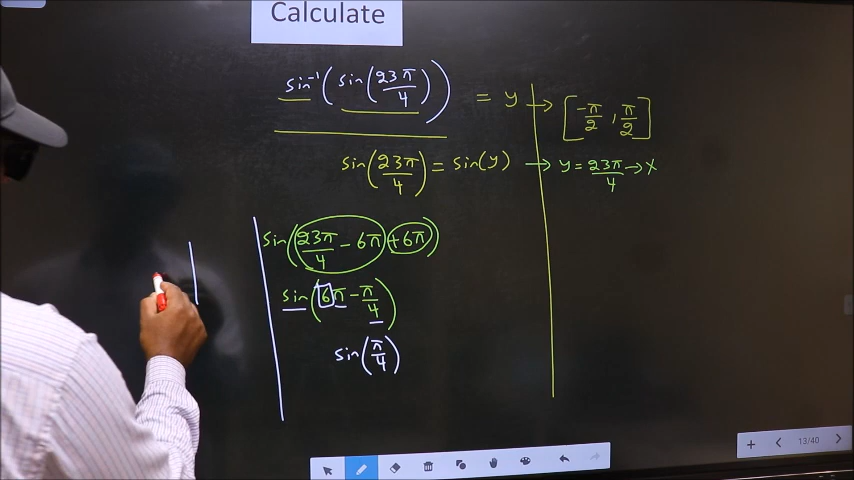 Calculate
sin⁻¹(sin(23π/4)) = y → [-π/2, π/2]
sin(23π/4) = sin(y) → y = 23π/4 → x
sin(23π/4 - 6π + 6π)
sin(6π - π/4)
sin(π/4)
13/40